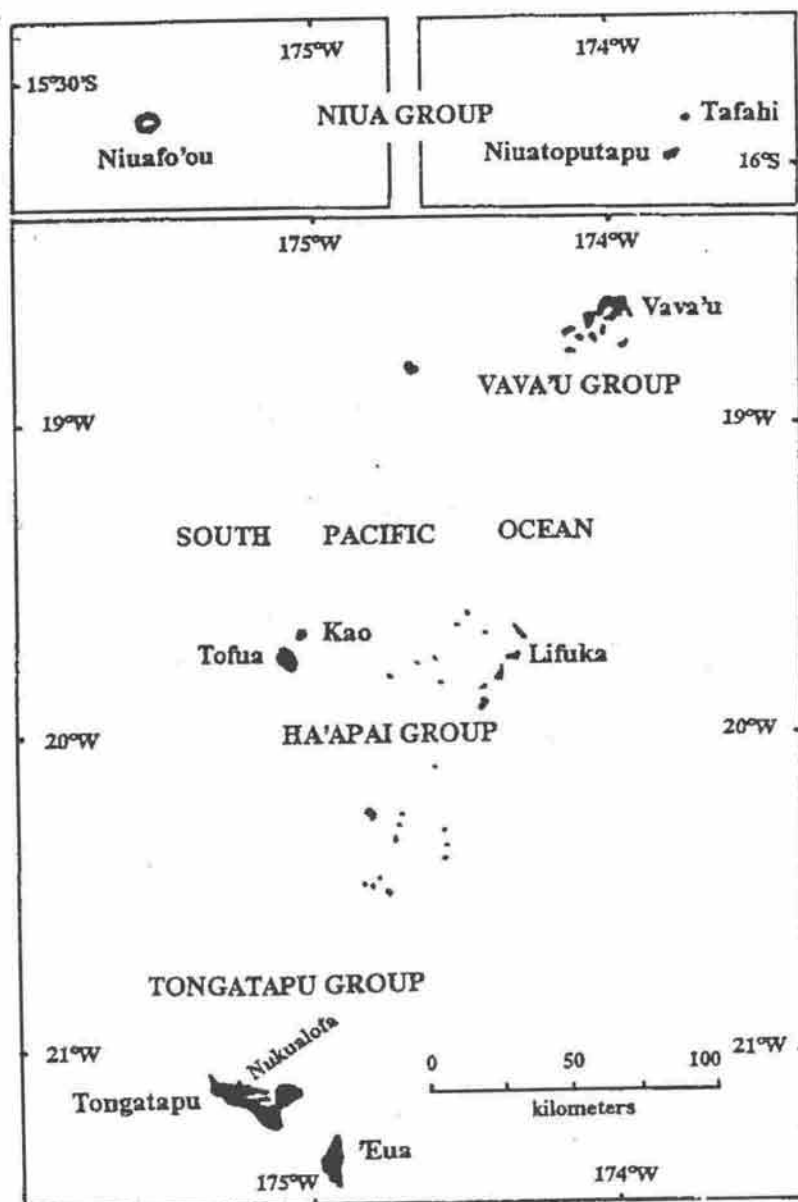 175°W
174°W
15°30'S
NIUA GROUP
Tafahi
Niuafo'ou
Niuatoputapu
16°S
175°W
174°W
Vava'u
VAVA'U GROUP
19°W
19°W
SOUTH PACIFIC OCEAN
Kao
Tofua
Lifuka
HA'APAI GROUP
20°W
20°W
TONGATAPU GROUP
Nukualofa
21°W
0 50 100
21°W
Tongatapu
kilometers
'Eua
175°W
174°W